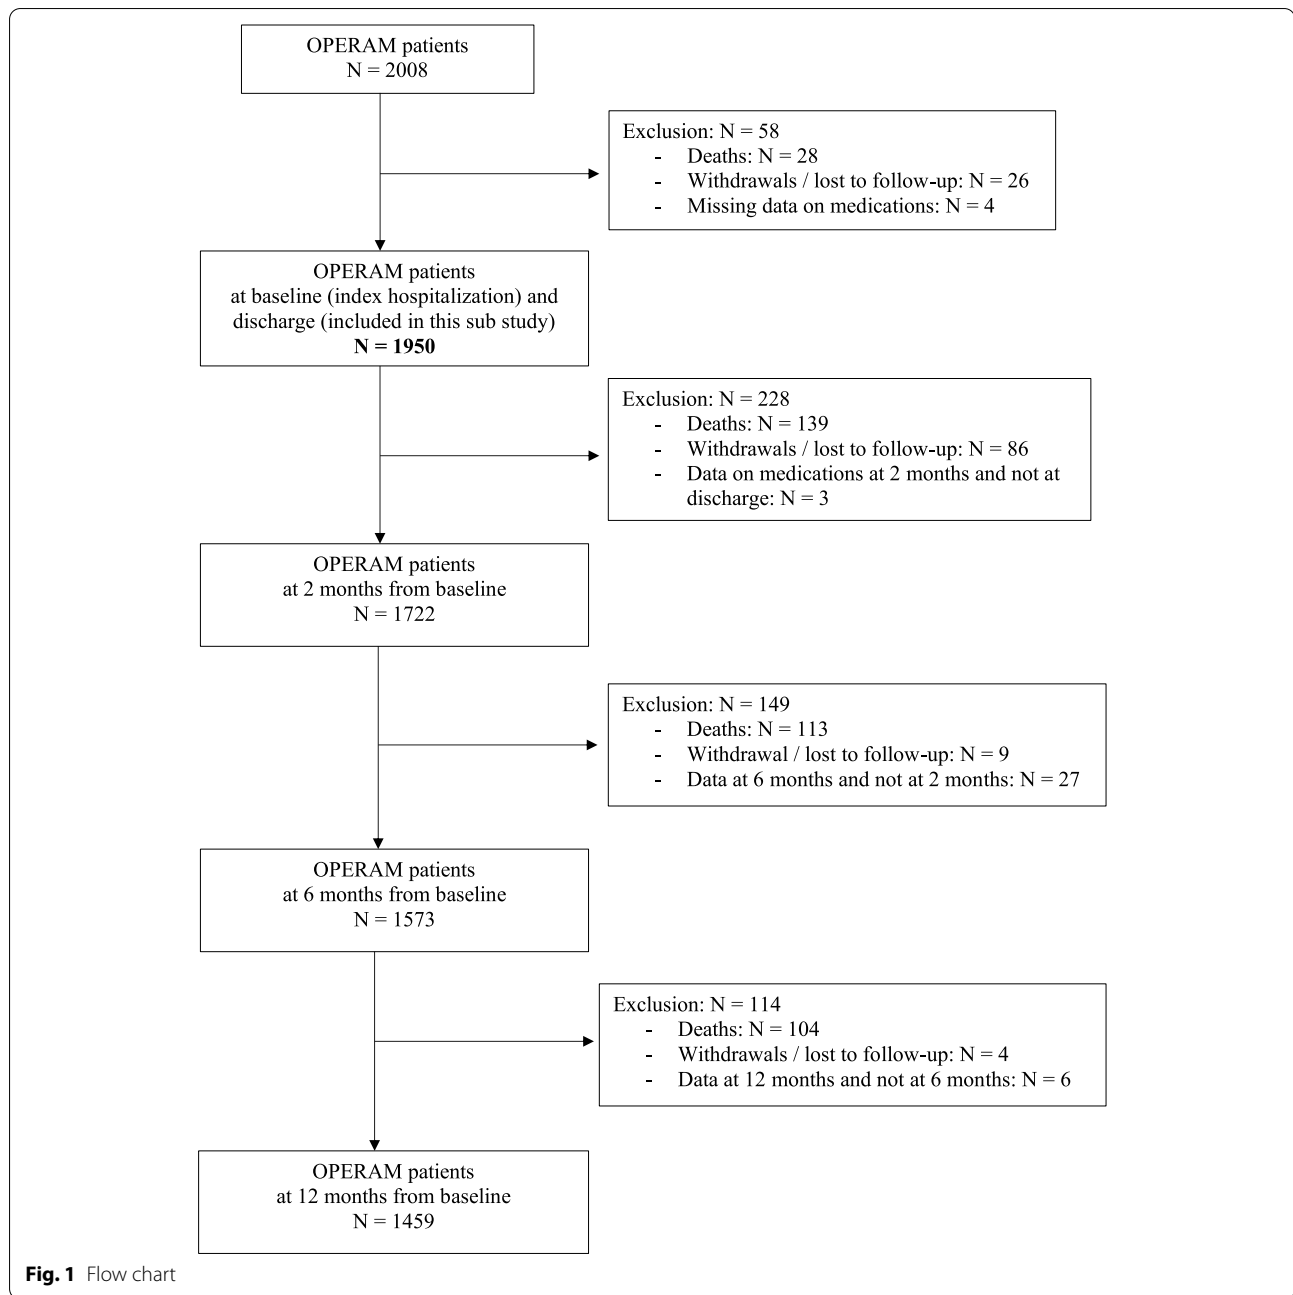 OPERAM patients
N = 2008
Exclusion: N = 58
- Deaths: N = 28
- Withdrawals / lost to follow-up: N = 26
- Missing data on medications: N = 4
OPERAM patients
at baseline (index hospitalization) and
discharge (included in this sub study)
N = 1950
Exclusion: N = 228
- Deaths: N = 139
- Withdrawals / lost to follow-up: N = 86
- Data on medications at 2 months and not at
discharge: N = 3
OPERAM patients
at 2 months from baseline
N = 1722
Exclusion: N = 149
- Deaths: N = 113
- Withdrawal / lost to follow-up: N = 9
- Data at 6 months and not at 2 months: N = 27
OPERAM patients
at 6 months from baseline
N = 1573
Exclusion: N = 114
- Deaths: N = 104
- Withdrawals / lost to follow-up: N = 4
- Data at 12 months and not at 6 months: N = 6
OPERAM patients
at 12 months from baseline
N = 1459
Fig. 1 Flow chart